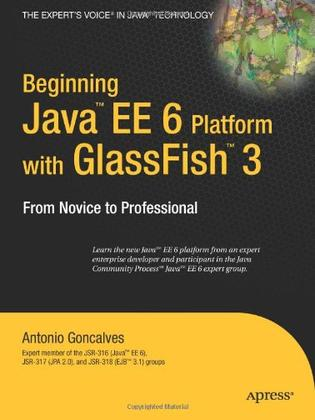 THE EXPERT'S VOICE® IN JAVA™ TECHNOLOGY
Beginning
Java™ EE 6 Platform
with GlassFish™ 3
From Novice to Professional
Learn the new Java™ EE 6 platform from an expert
enterprise developer and participant in the Java
Community Process™ Java™ EE 6 expert group.
Antonio Goncalves
Expert member of the JSR-316 (Java™ EE 6),
JSR-317 (JPA 2.0), and JSR-318 (EJB™ 3.1) groups
Apress®
Copyrighted Material